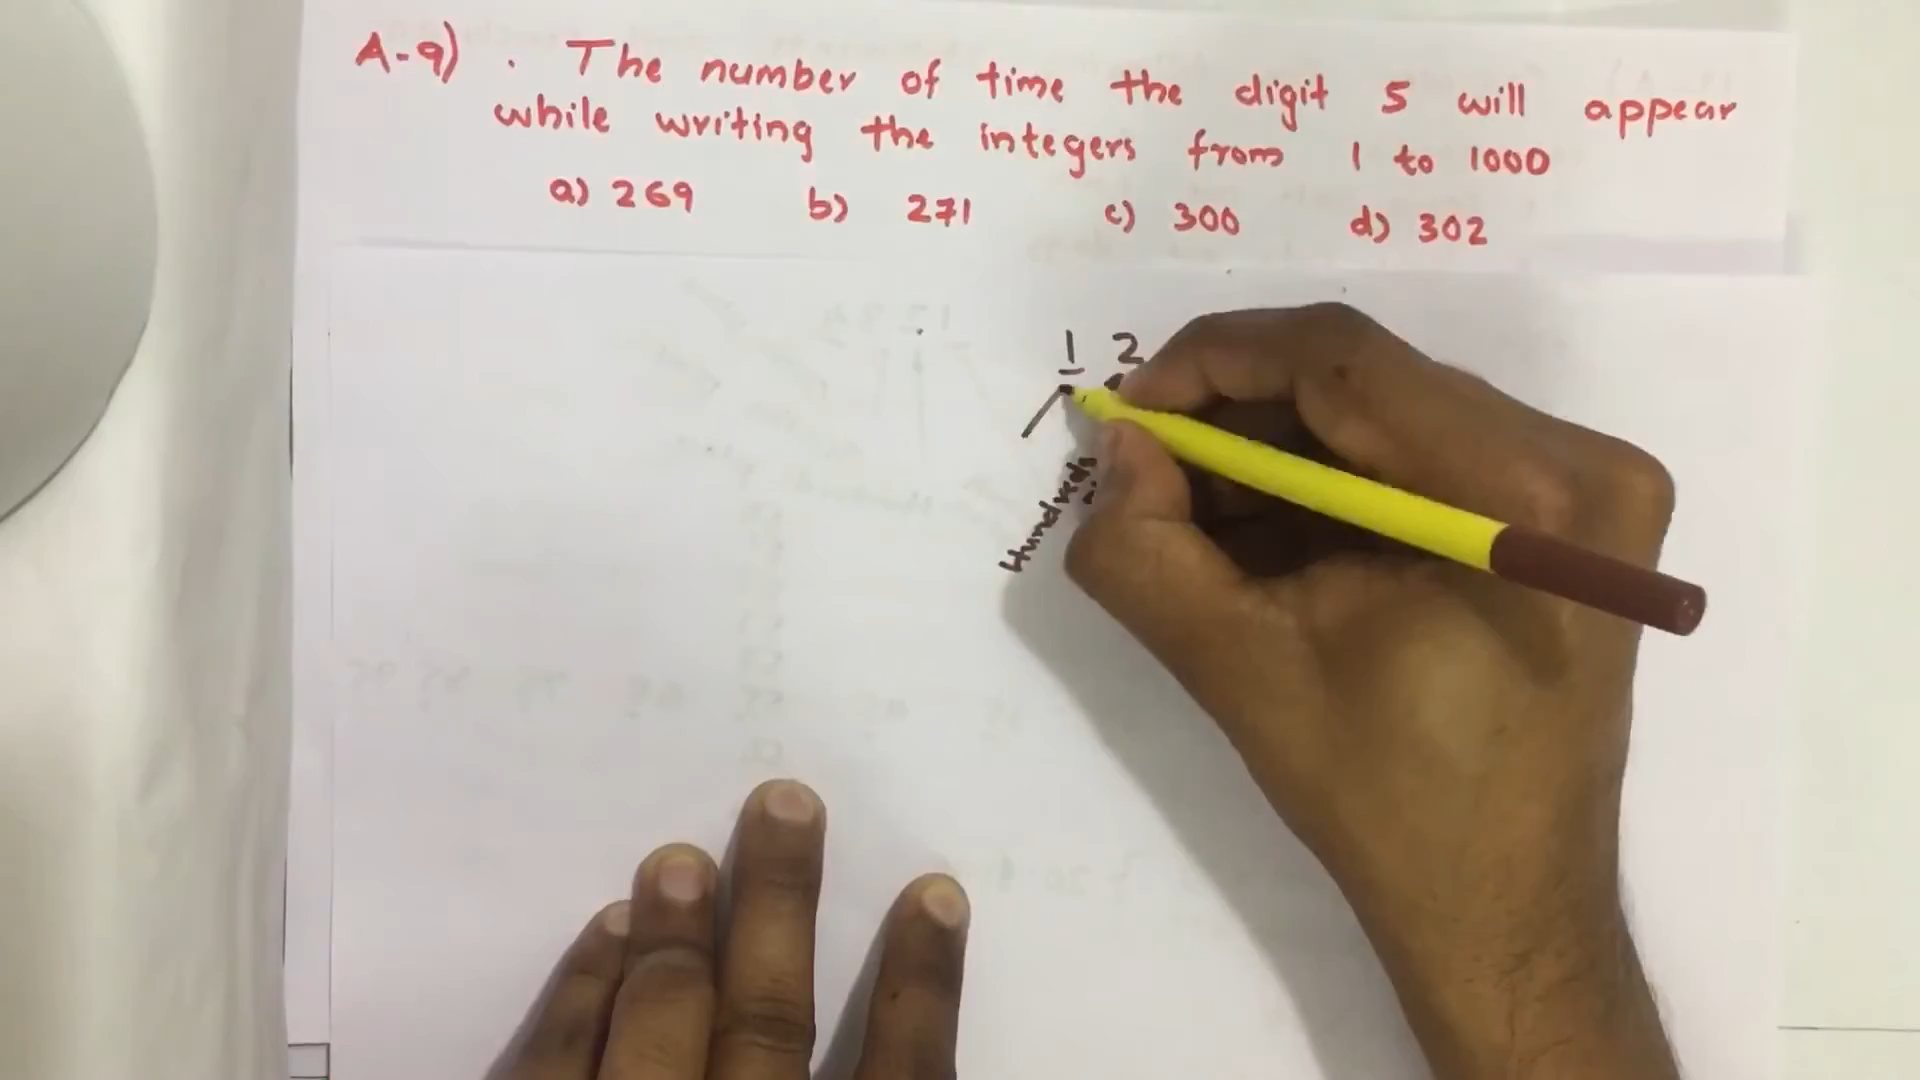 A-9) . The number of time the digit 5 will appear
while writing the integers from 1 to 1000
a) 269 b) 271 c) 300 d) 302
1 2
Hundreds